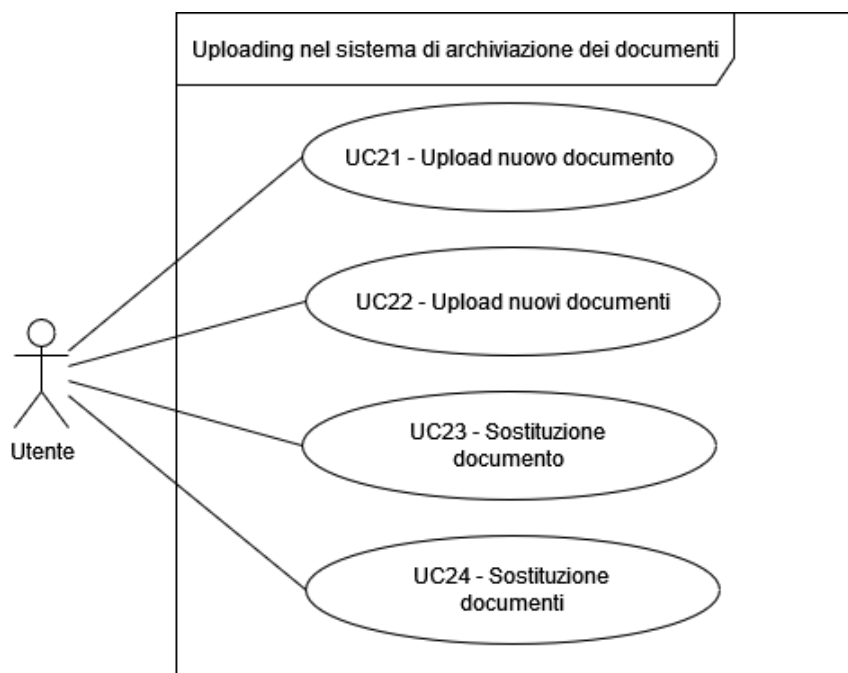 Uploading nel sistema di archiviazione dei documenti
UC21 - Upload nuovo documento
UC22 - Upload nuovi documenti
UC23 - Sostituzione
documento
Utente
UC24 - Sostituzione
documenti